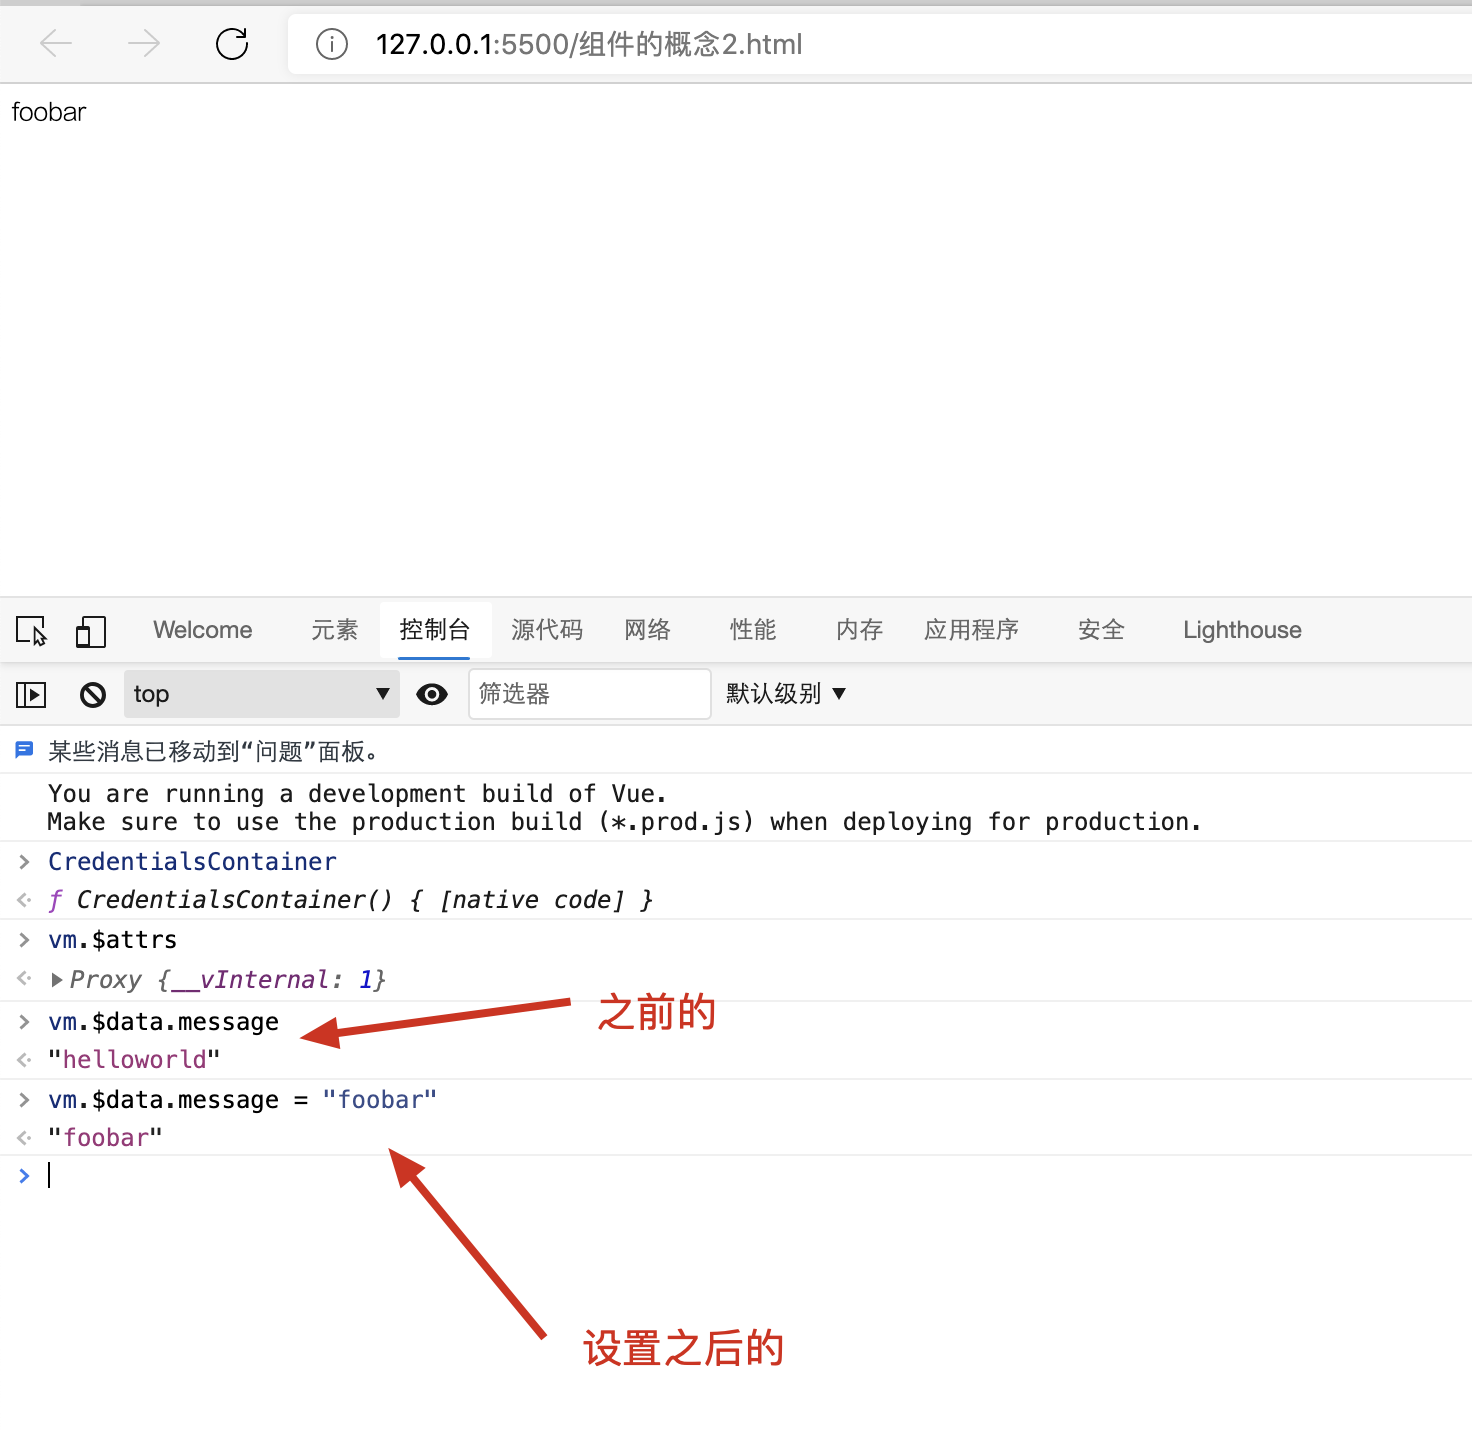 127.0.0.1:5500/组件的概念2.html
foobar
Welcome 元素 控制台 源代码 网络 性能 内存 应用程序 安全 Lighthouse
top 筛选器 默认级别
某些消息已移动到“问题”面板。
You are running a development build of Vue.
Make sure to use the production build (*.prod.js) when deploying for production.
CredentialsContainer
ƒ CredentialsContainer() { [native code] }
vm.$attrs
Proxy {__vInternal: 1}
之前的
vm.$data.message
"helloworld"
vm.$data.message = "foobar"
"foobar"
设置之后的